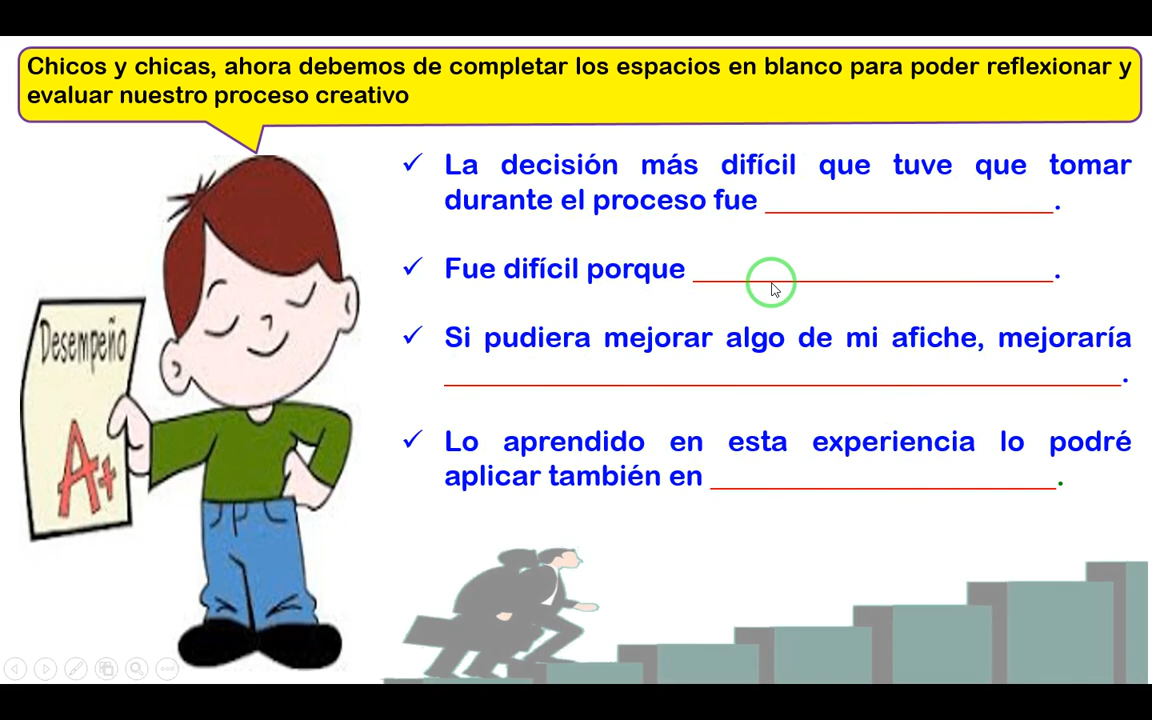 Chicos y chicas, ahora debemos de completar los espacios en blanco para poder reflexionar y
evaluar nuestro proceso creativo
✓ La decisión más difícil que tuve que tomar
durante el proceso fue ____________________.
✓ Fue difícil porque _________________________.
✓ Si pudiera mejorar algo de mi afiche, mejoraría
_______________________________________________.
✓ Lo aprendido en esta experiencia lo podré
aplicar también en ________________________.
Desempeño
A+